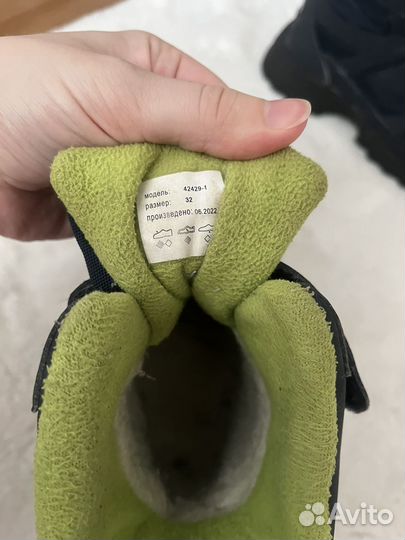 модель: 42429-1
размер: 32
произведено: 06.2022
Avito